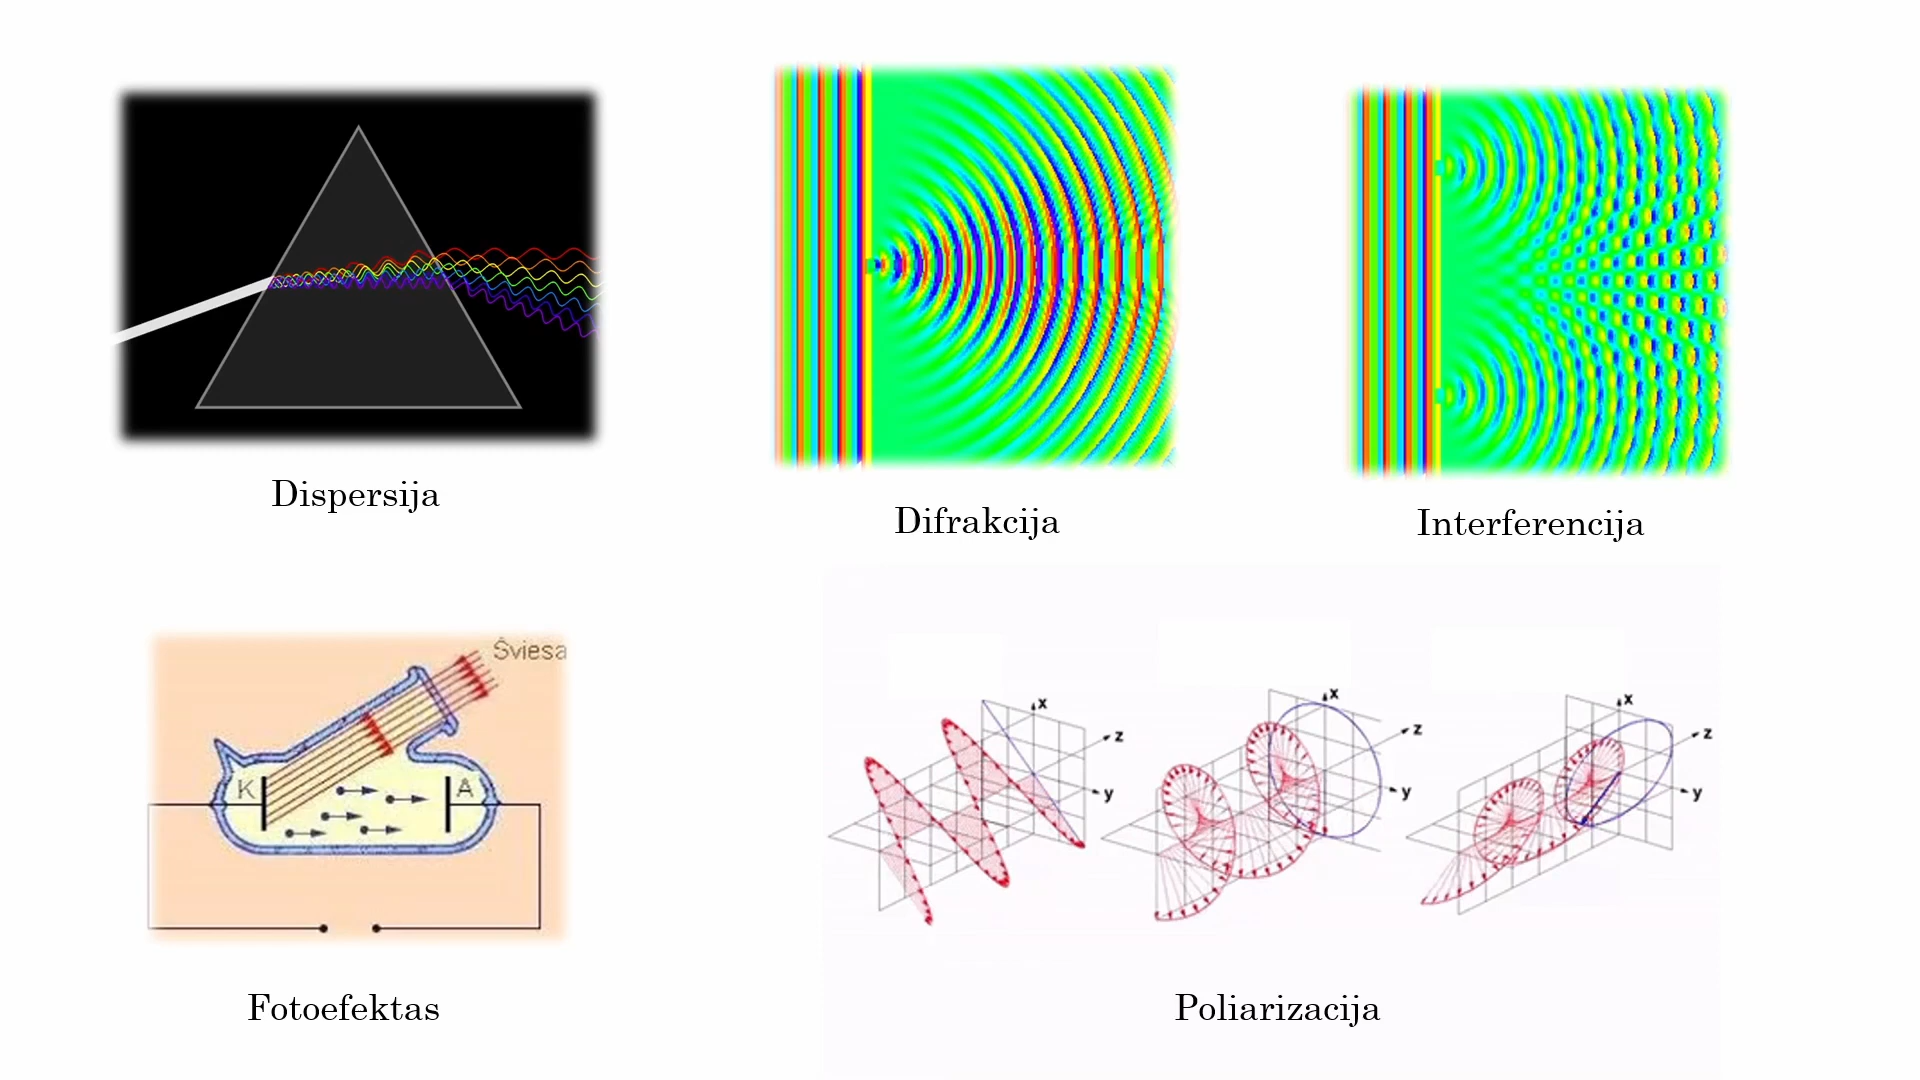 Dispersija
Difrakcija
Interferencija
Šviesa
K
A
x
z
y
x
z
y
x
z
y
Fotoefektas
Poliarizacija